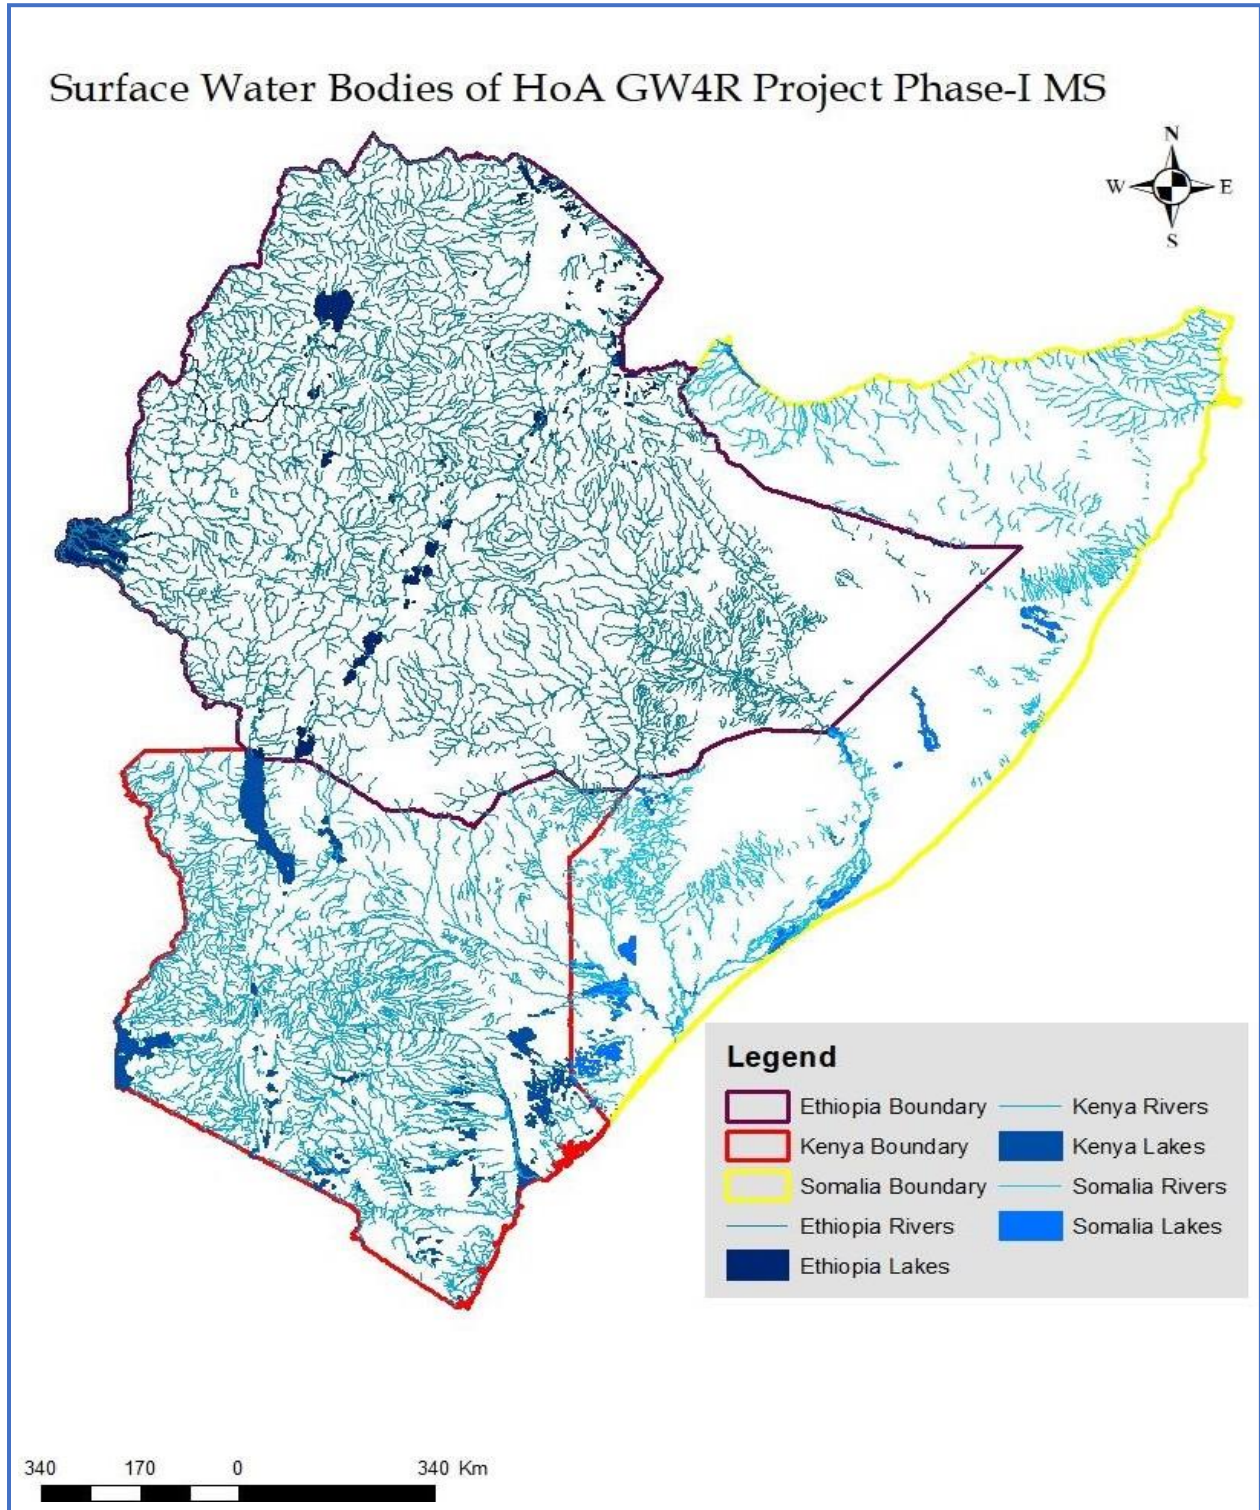 Surface Water Bodies of HoA GW4R Project Phase-I MS
N
W E
S
Legend
Ethiopia Boundary
Kenya Boundary
Somalia Boundary
Ethiopia Rivers
Ethiopia Lakes
Kenya Rivers
Kenya Lakes
Somalia Rivers
Somalia Lakes
340 170 0 340 Km